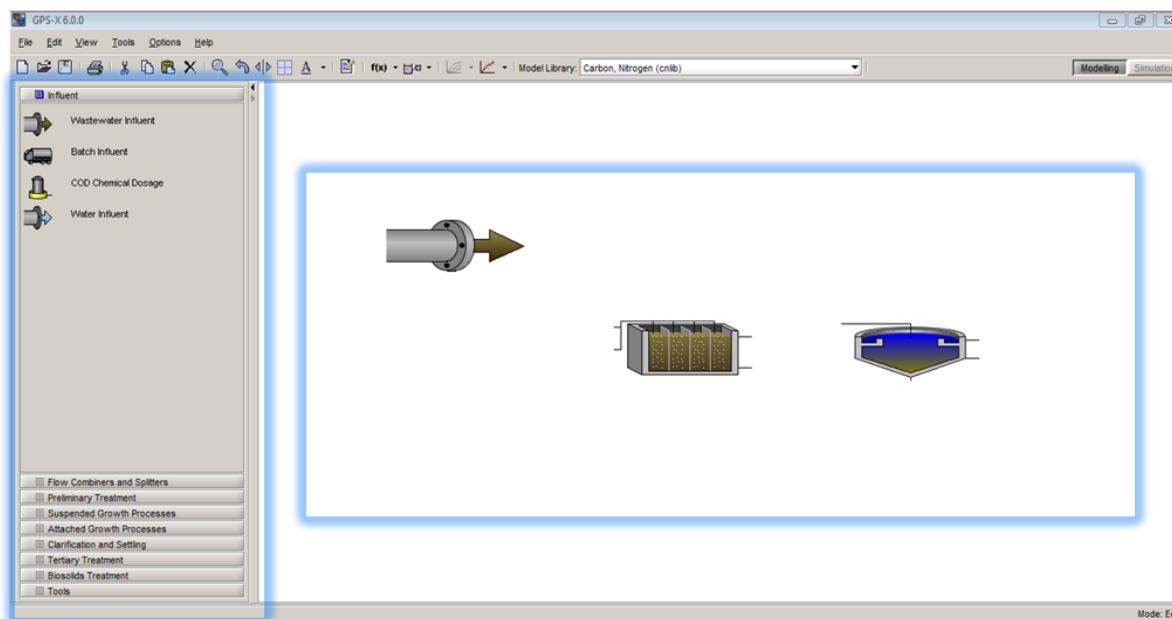 GPS-X 6.0.0
File Edit View Tools Options Help
A f(x) Model Library: Carbon, Nitrogen (cnlib) Modelling Simulation
Influent
Wastewater Influent
Batch Influent
COD Chemical Dosage
Water Influent
Flow Combiners and Splitters
Preliminary Treatment
Suspended Growth Processes
Attached Growth Processes
Clarification and Settling
Tertiary Treatment
Biosolids Treatment
Tools
Mode: